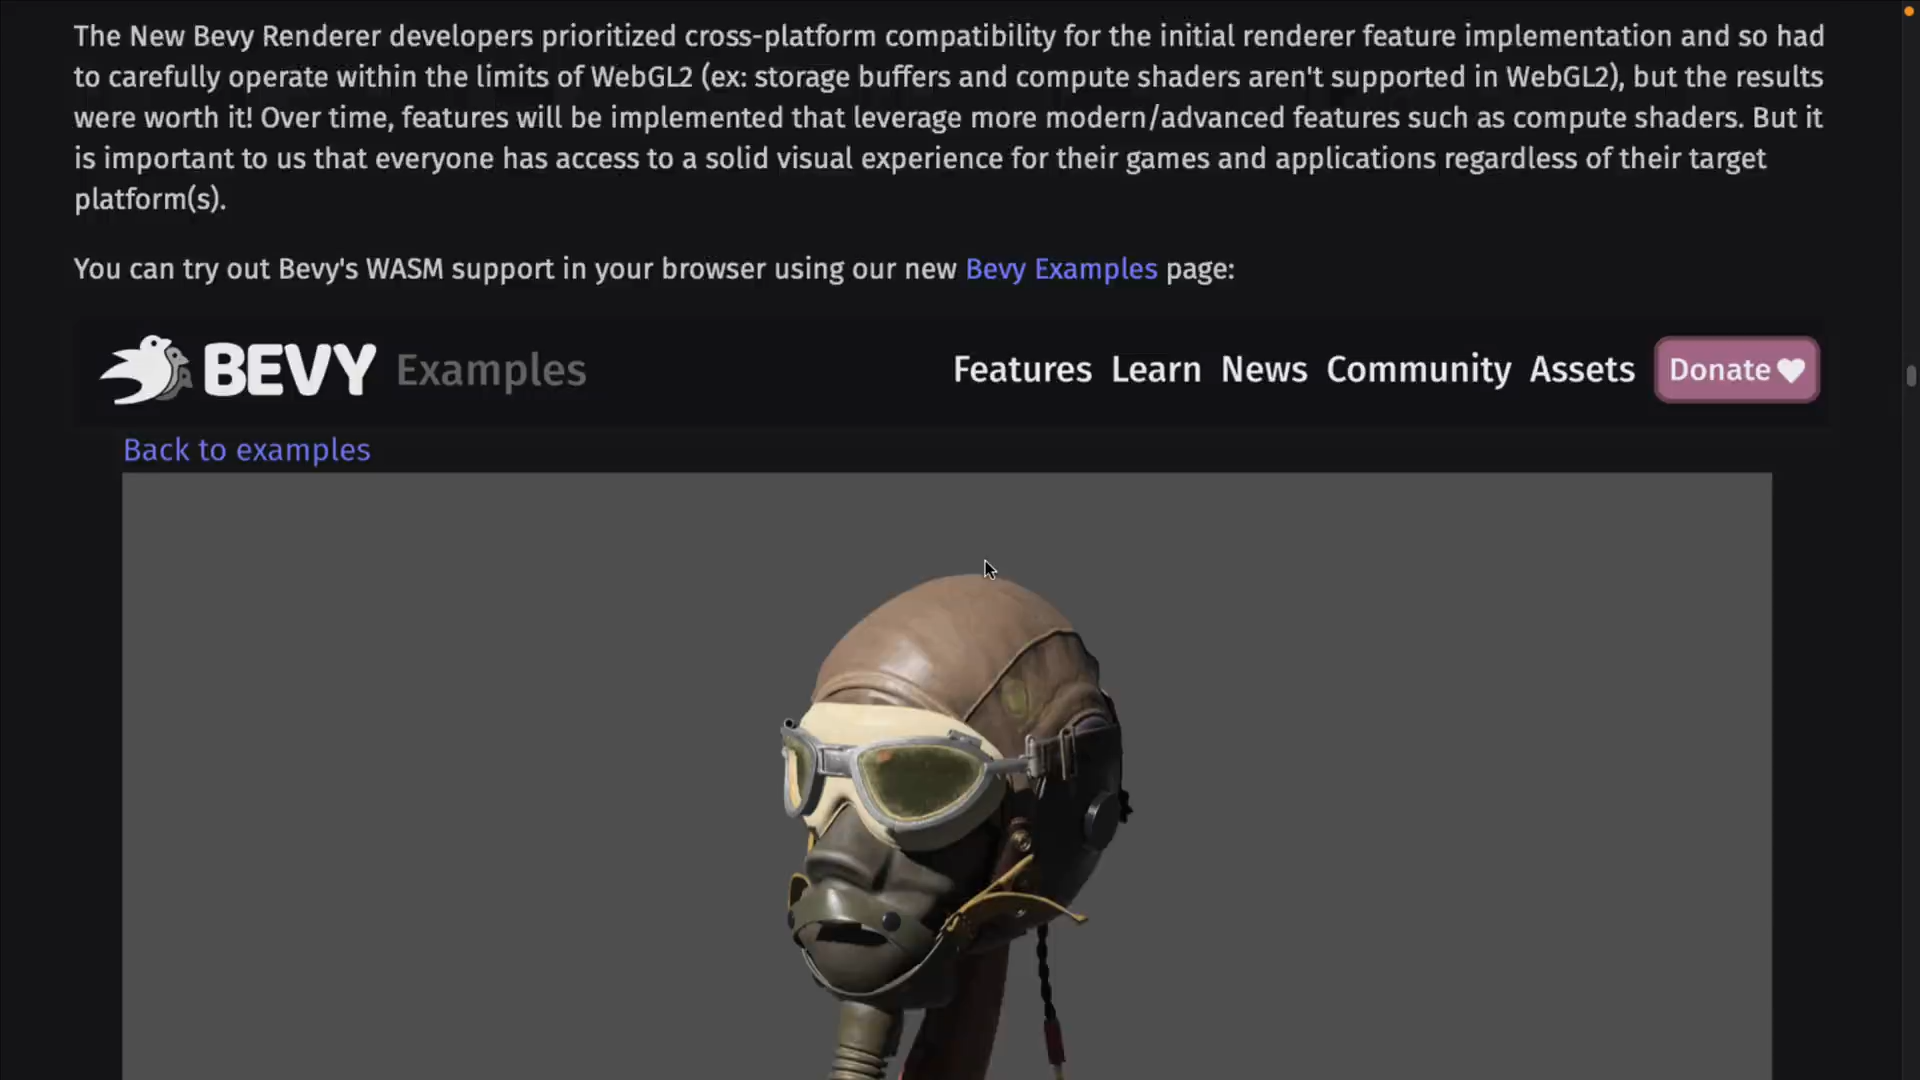 The New Bevy Renderer developers prioritized cross-platform compatibility for the initial renderer feature implementation and so had
to carefully operate within the limits of WebGL2 (ex: storage buffers and compute shaders aren't supported in WebGL2), but the results
were worth it! Over time, features will be implemented that leverage more modern/advanced features such as compute shaders. But it
is important to us that everyone has access to a solid visual experience for their games and applications regardless of their target
platform(s).
You can try out Bevy's WASM support in your browser using our new Bevy Examples page:
BEVY Examples Features Learn News Community Assets Donate
Back to examples